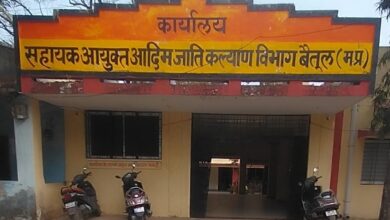 कार्यालय
सहायक आयुक्त आदिम जाति कल्याण विभाग बैतूल (म.प्र.)